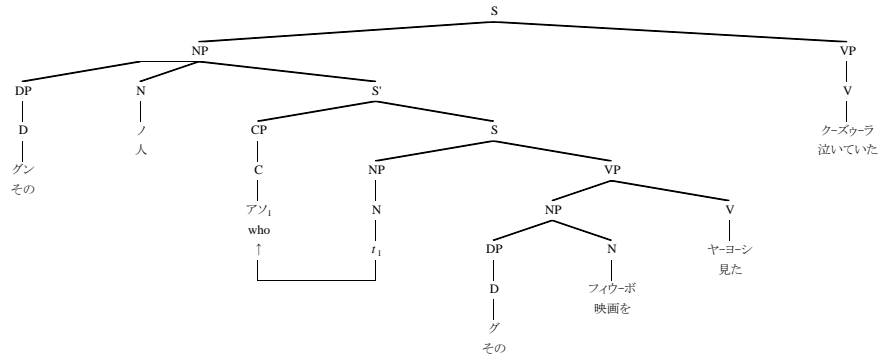 S
NP VP
DP N S' V
D ノ CP S クーズゥーラ
人 泣いていた
グン C NP VP
その
アソ1 N NP V
who
↑ t1 DP N ヤーヨーシ
見た
D フィウーボ
映画を
グ
その